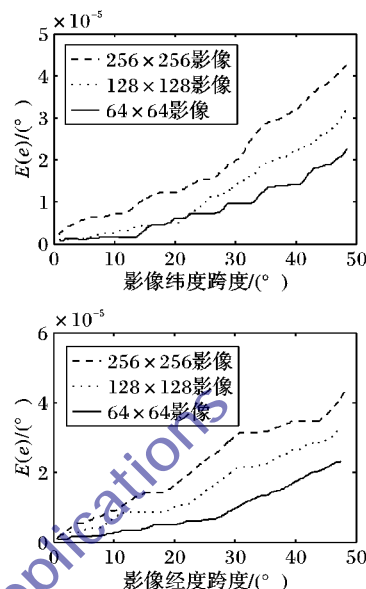 ×10⁻⁵
5
4
3
2
1
0
E(e)/(° )
256×256影像
128×128影像
64×64影像
0 10 20 30 40 50
影像纬度跨度/(° )
×10⁻⁵
6
4
2
0
E(e)/(° )
256×256影像
128×128影像
64×64影像
0 10 20 30 40 50
影像经度跨度/(° )
plications